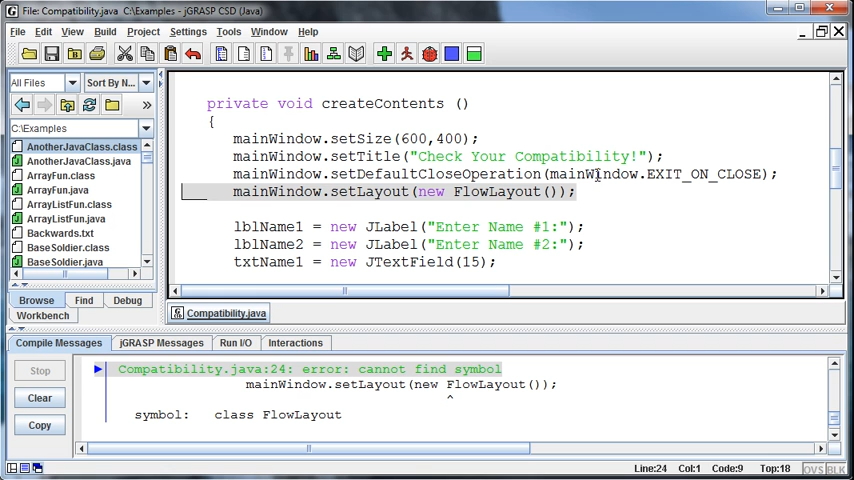 File: Compatibility.java C:\Examples - jGRASP CSD (Java)
File Edit View Build Project Settings Tools Window Help
All Files Sort By N...
C:\Examples
AnotherJavaClass.class
AnotherJavaClass.java
ArrayFun.class
ArrayFun.java
ArrayListFun.class
ArrayListFun.java
Backwards.txt
BaseSoldier.class
BaseSoldier.java
Browse Find Debug
Workbench
private void createContents ()
{
mainWindow.setSize(600,400);
mainWindow.setTitle("Check Your Compatibility!");
mainWindow.setDefaultCloseOperation(mainWindow.EXIT_ON_CLOSE);
mainWindow.setLayout(new FlowLayout());
lblName1 = new JLabel("Enter Name #1:");
lblName2 = new JLabel("Enter Name #2:");
txtName1 = new JTextField(15);
Compatibility.java
Compile Messages jGRASP Messages Run I/O Interactions
Stop
Clear
Copy
Compatibility.java:24: error: cannot find symbol
mainWindow.setLayout(new FlowLayout());
^
symbol: class FlowLayout
Line:24 Col:1 Code:9 Top:18 OVS BLK